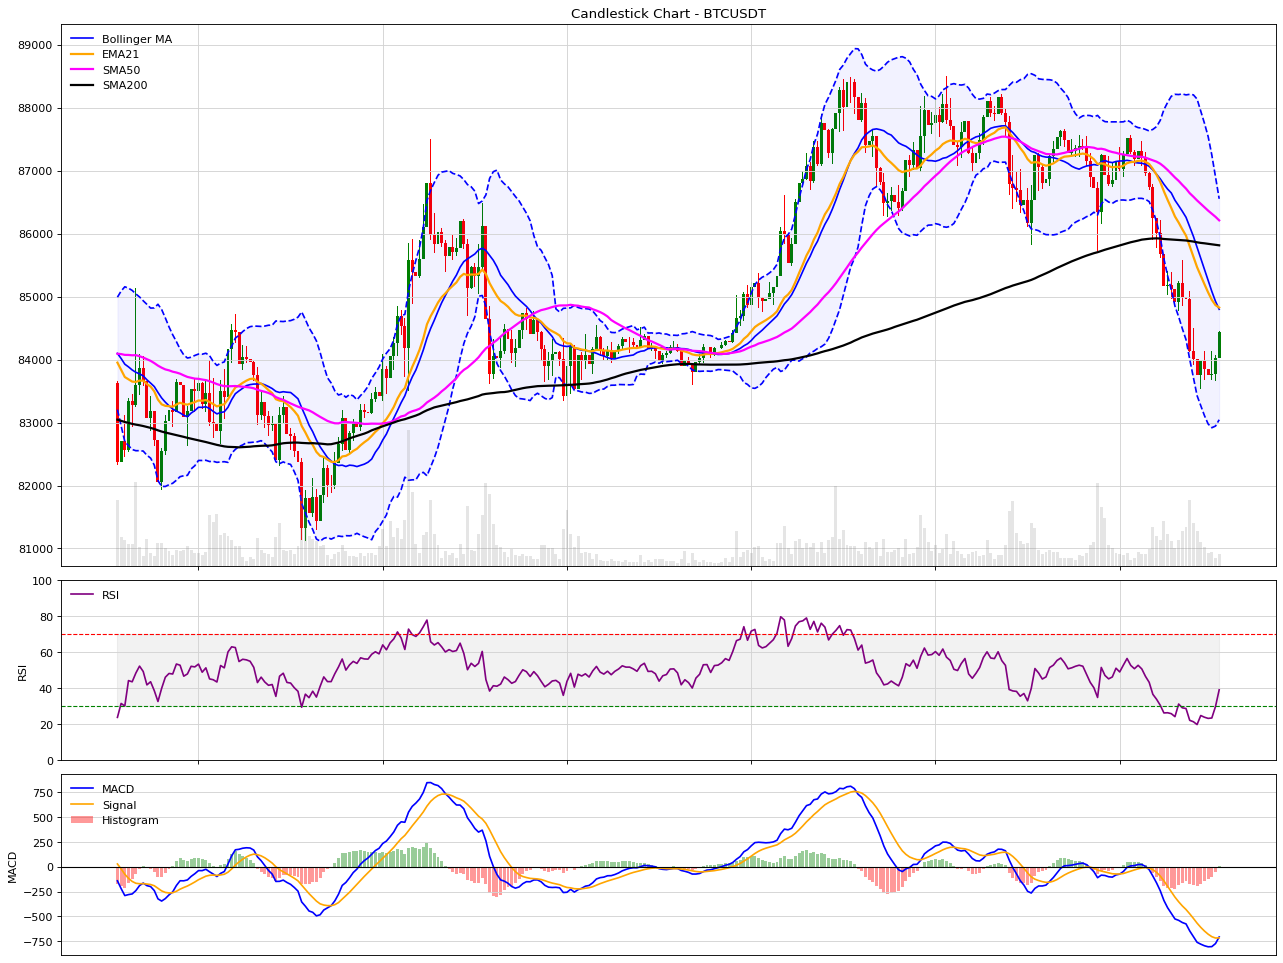 Candlestick Chart - BTCUSDT
Bollinger MA
EMA21
SMA50
SMA200
89000
88000
87000
86000
85000
84000
83000
82000
81000
RSI
100
80
60
40
20
0
RSI
MACD
Signal
Histogram
750
500
250
0
−250
−500
−750
MACD